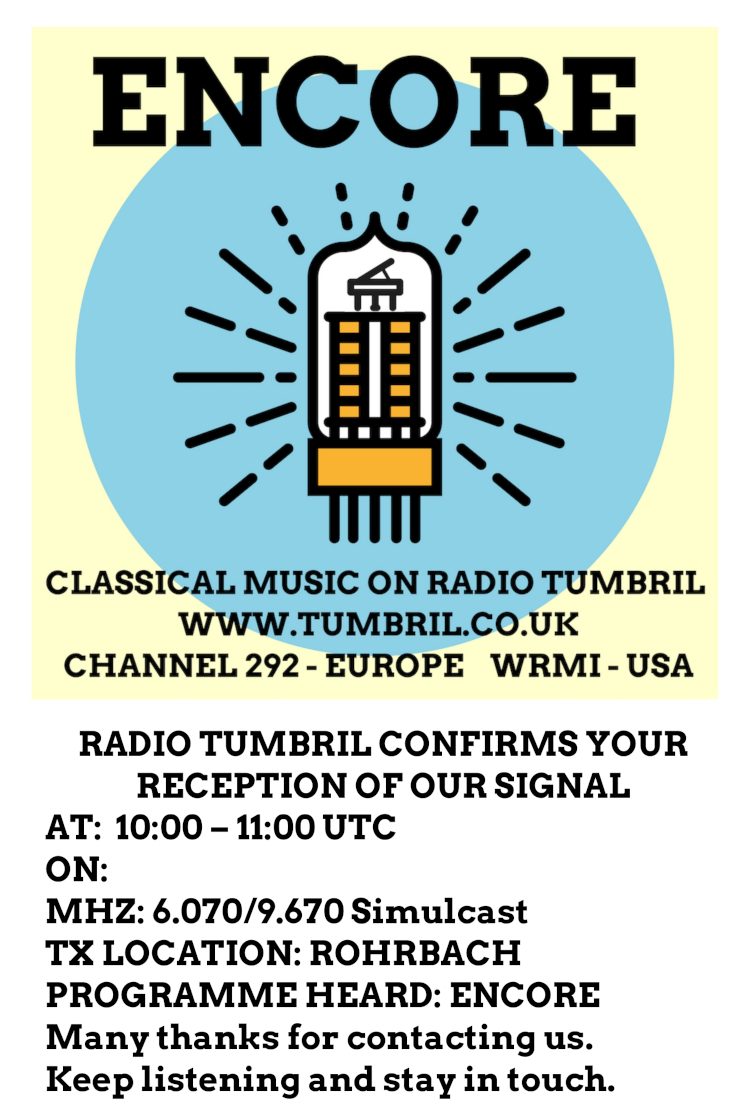 ENCORE
CLASSICAL MUSIC ON RADIO TUMBRIL
WWW.TUMBRIL.CO.UK
CHANNEL 292 - EUROPE   WRMI - USA
RADIO TUMBRIL CONFIRMS YOUR
RECEPTION OF OUR SIGNAL
AT:  10:00 – 11:00 UTC
ON:
MHZ: 6.070/9.670 Simulcast
TX LOCATION: ROHRBACH
PROGRAMME HEARD: ENCORE
Many thanks for contacting us.
Keep listening and stay in touch.